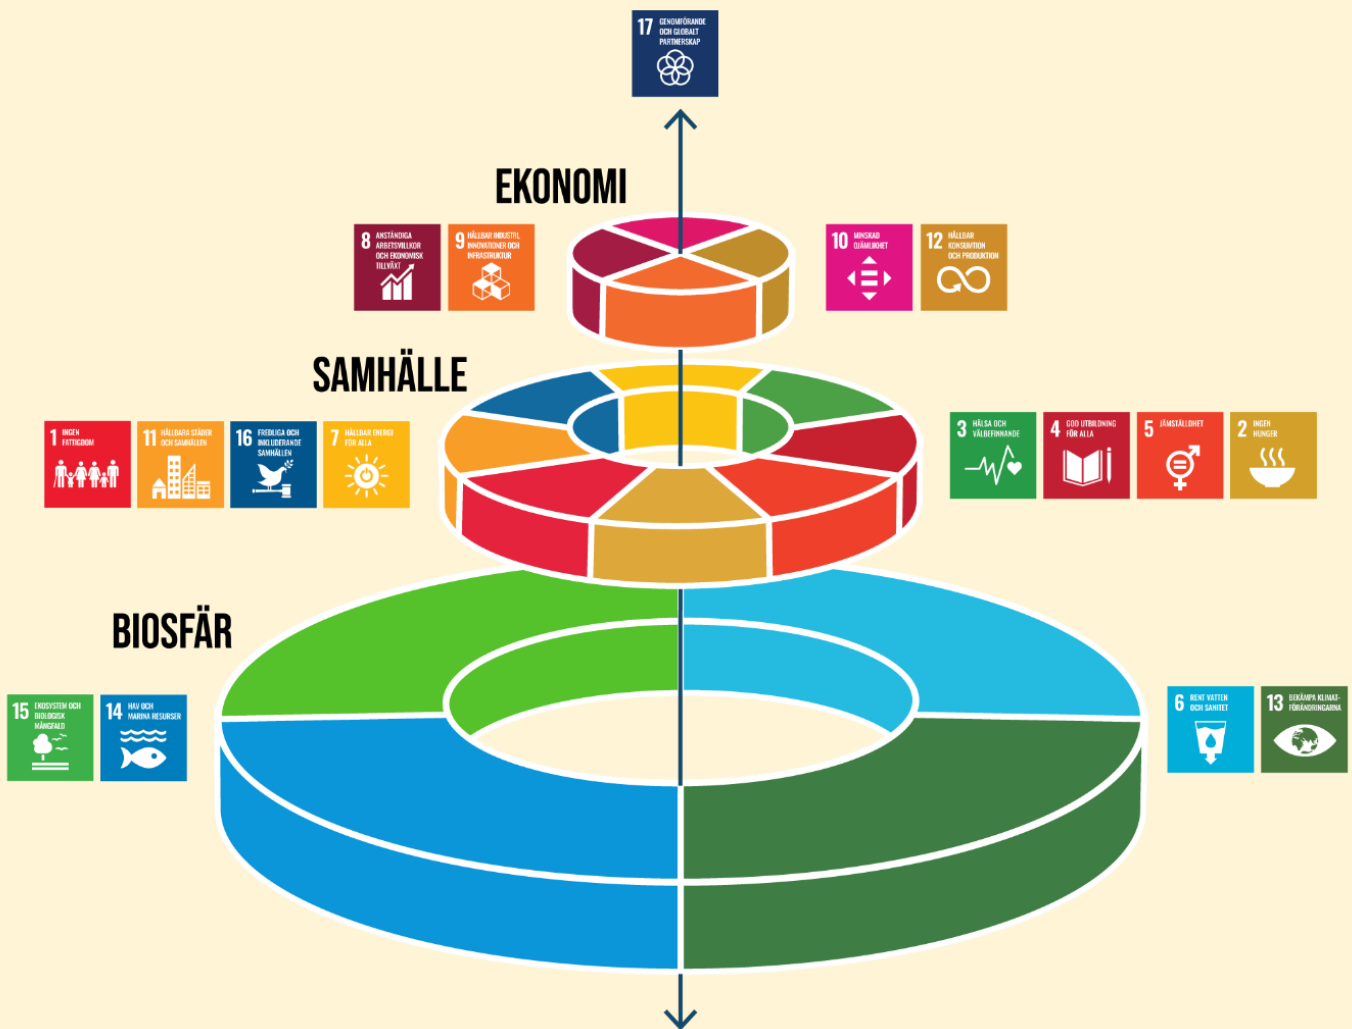 17 GENOMFÖRANDE
OCH GLOBALT
PARTNERSKAP
EKONOMI
8 ANSTÄNDIGA
ARBETSVILLKOR
OCH EKONOMISK
TILLVÄXT
9 HÅLLBAR INDUSTRI,
INNOVATIONER OCH
INFRASTRUKTUR
10 MINSKAD
OJÄMLIKHET
12 HÅLLBAR
KONSUMTION
OCH PRODUKTION
SAMHÄLLE
1 INGEN
FATTIGDOM
11 HÅLLBARA STÄDER
OCH SAMHÄLLEN
16 FREDLIGA OCH
INKLUDERANDE
SAMHÄLLEN
7 HÅLLBAR ENERGI
FÖR ALLA
3 HÄLSA OCH
VÄLBEFINNANDE
4 GOD UTBILDNING
FÖR ALLA
5 JÄMSTÄLLDHET
2 INGEN
HUNGER
BIOSFÄR
15 EKOSYSTEM OCH
BIOLOGISK
MÅNGFALD
14 HAV OCH
MARINA RESURSER
6 RENT VATTEN
OCH SANITET
13 BEKÄMPA KLIMAT-
FÖRÄNDRINGARNA